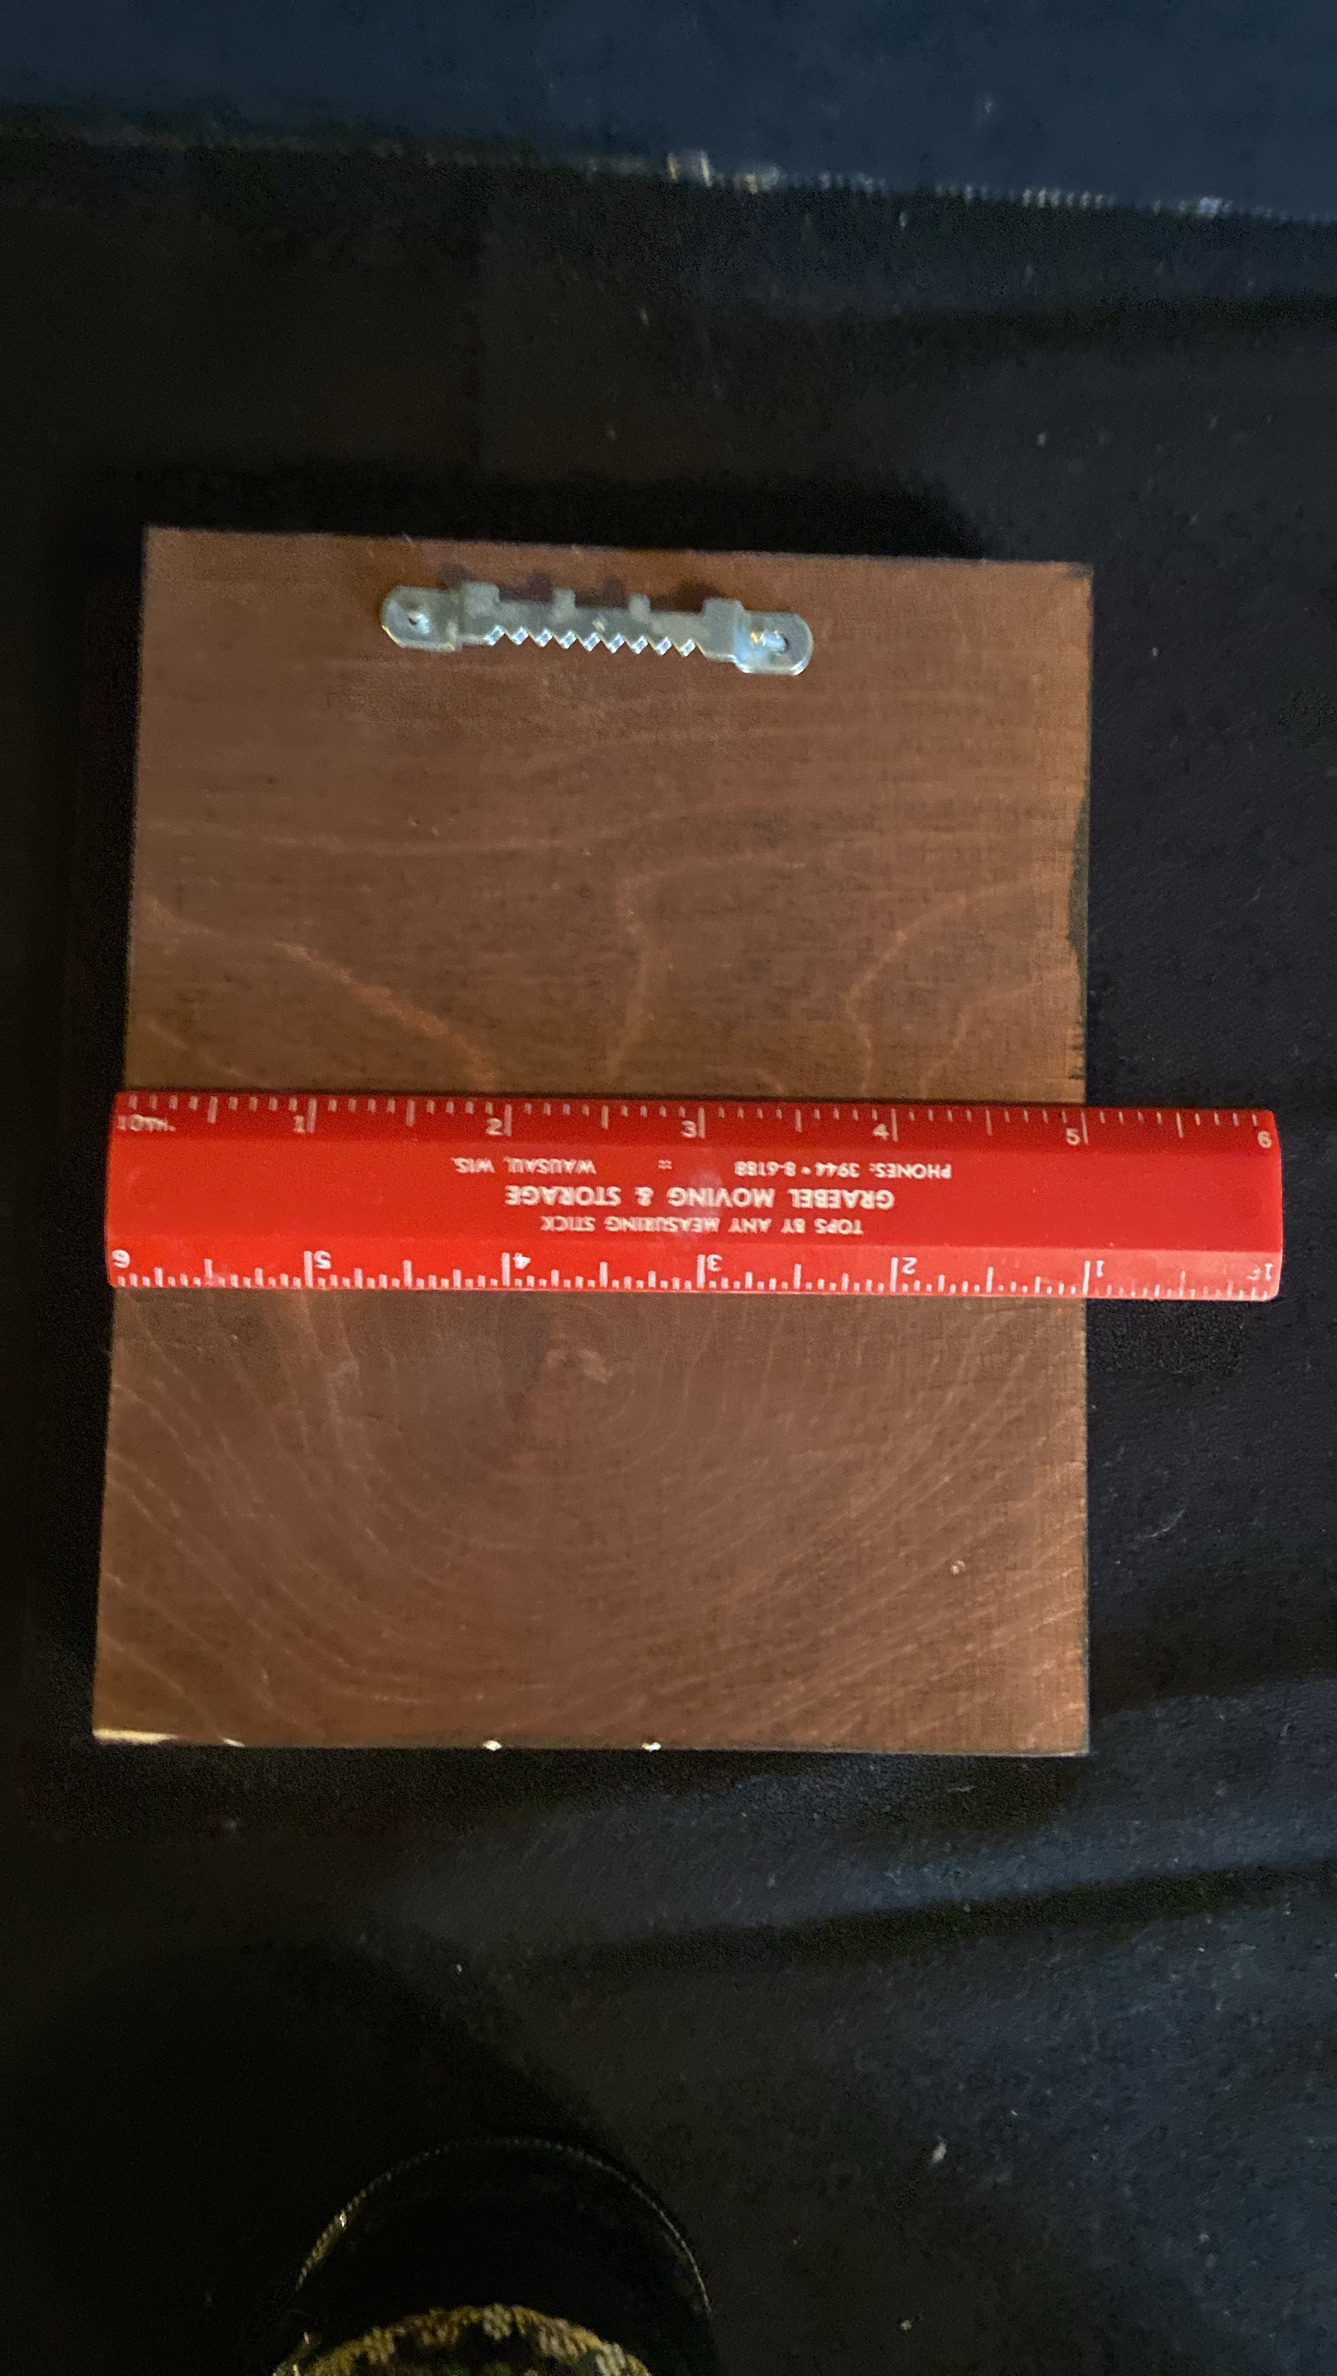 10TH. 1 2 3 4 5 6
PHONES: 3944 • 8-6188 :: WAUSAU, WIS.
GRAEBEL MOVING & STORAGE
TOPS BY ANY MEASURING STICK
6 5 4 3 2 1